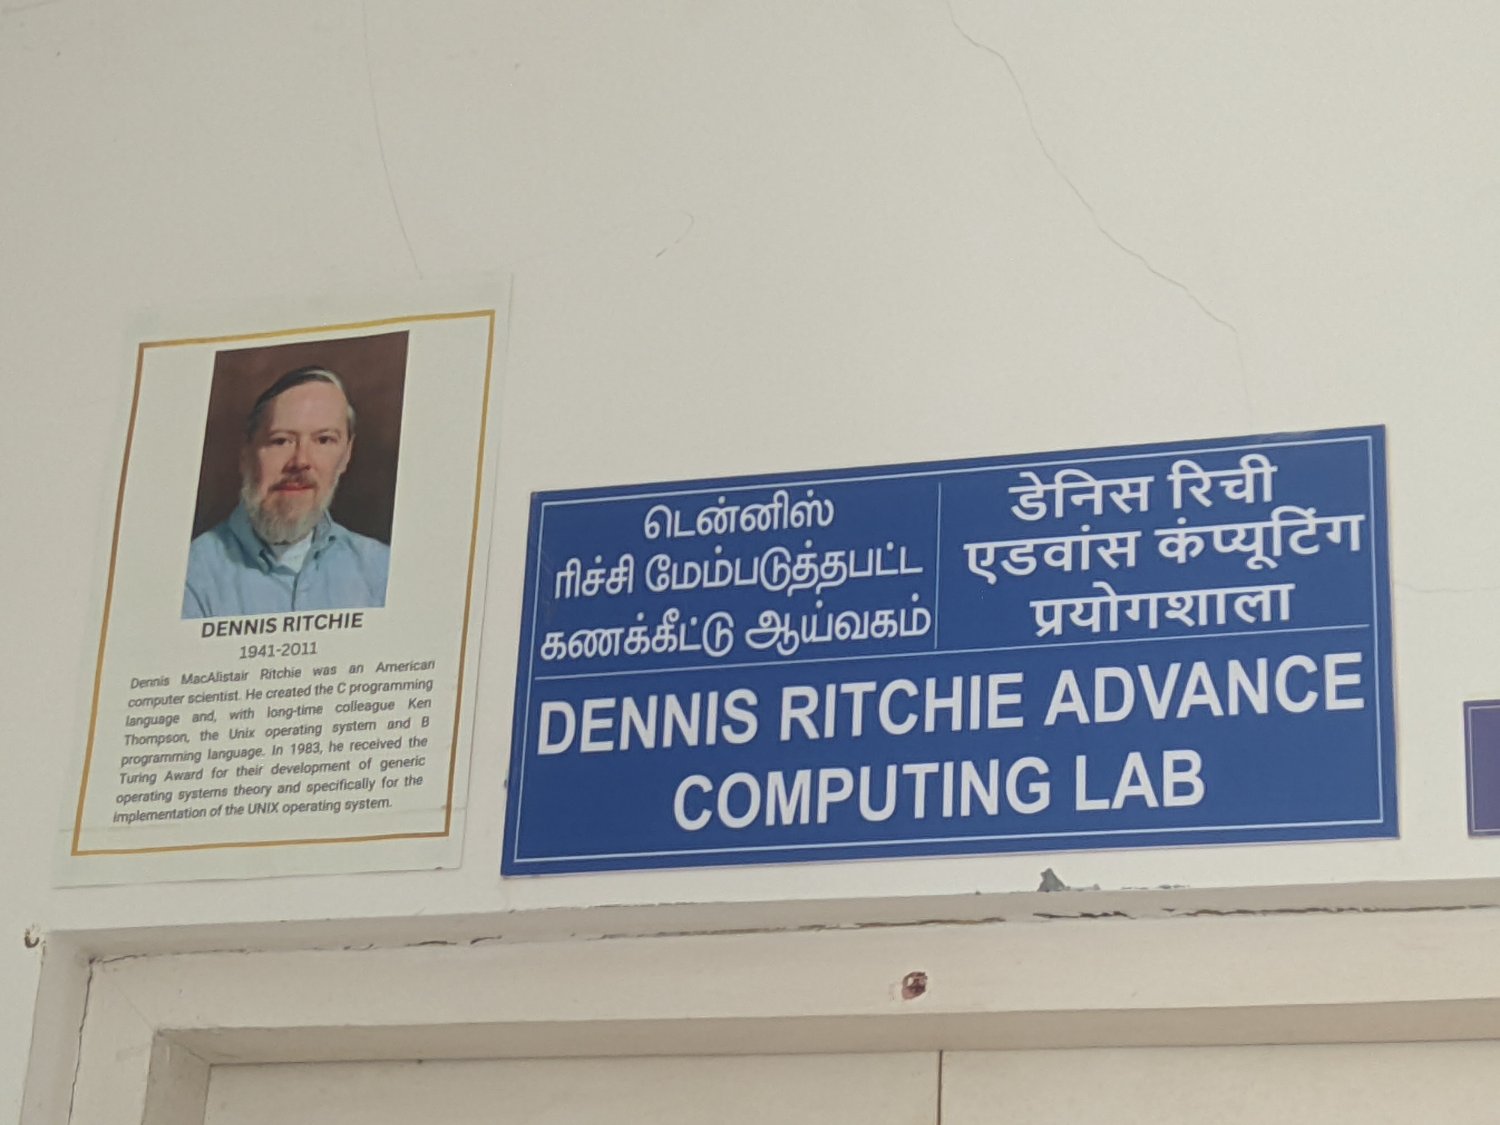 DENNIS RITCHIE
1941-2011
Dennis MacAlistair Ritchie was an American
computer scientist. He created the C programming
language and, with long-time colleague Ken
Thompson, the Unix operating system and B
programming language. In 1983, he received the
Turing Award for their development of generic
operating systems theory and specifically for the
implementation of the UNIX operating system.
டென்னிஸ்
ரிச்சி மேம்படுத்தபட்ட
கணக்கீட்டு ஆய்வகம்
डेनिस रिची
एडवांस कंप्यूटिंग
प्रयोगशाला
DENNIS RITCHIE ADVANCE
COMPUTING LAB